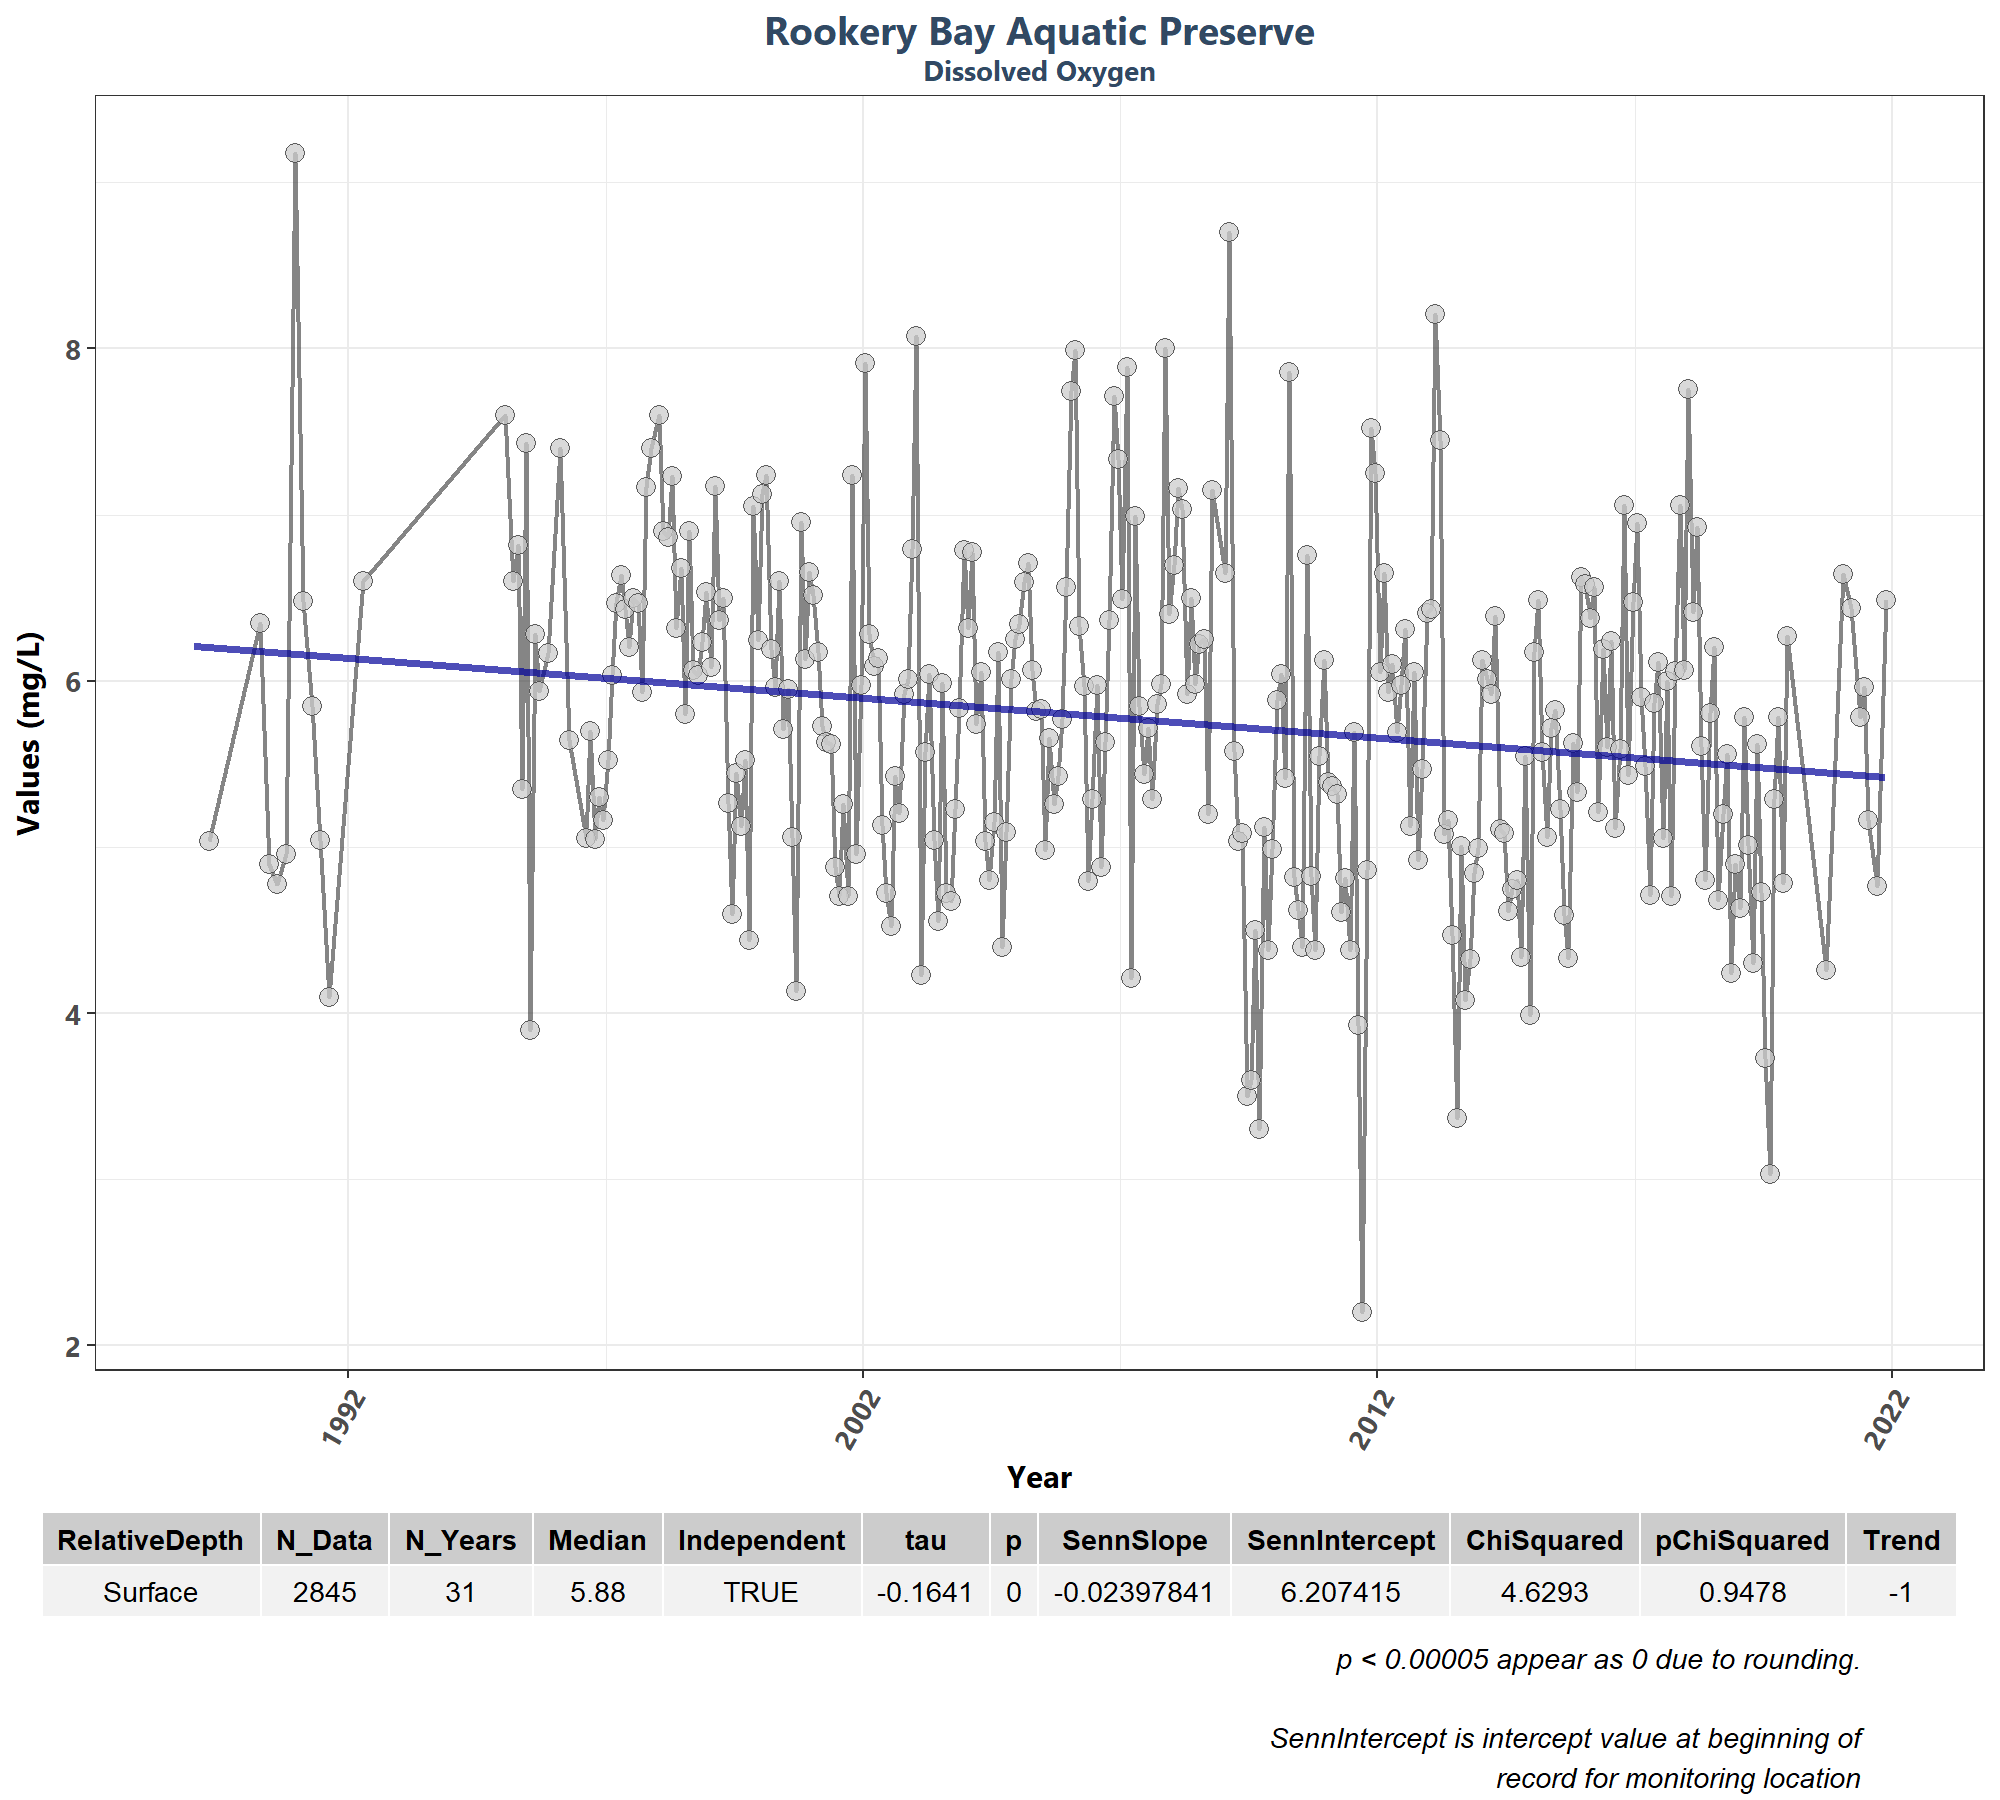 Rookery Bay Aquatic Preserve
Dissolved Oxygen
Values (mg/L)
8
6
4
2
1992
2002
2012
2022
Year
RelativeDepth N_Data N_Years Median Independent tau p SennSlope SennIntercept ChiSquared pChiSquared Trend
Surface 2845 31 5.88 TRUE -0.1641 0 -0.02397841 6.207415 4.6293 0.9478 -1
p < 0.00005 appear as 0 due to rounding.
SennIntercept is intercept value at beginning of
record for monitoring location